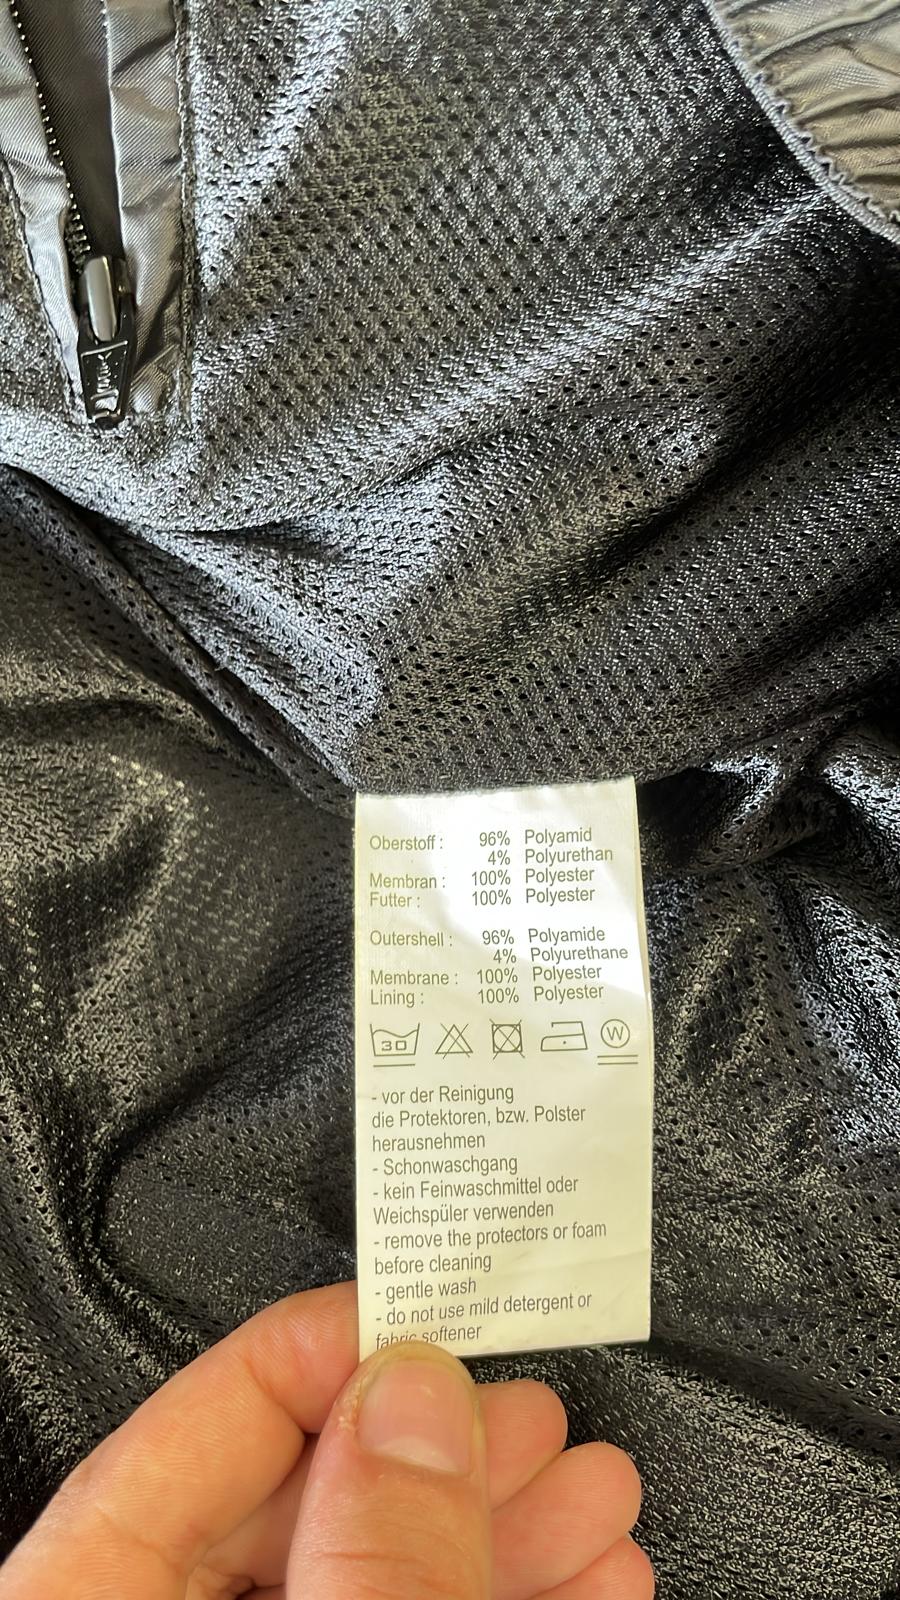 Oberstoff : 96% Polyamid
4% Polyurethan
Membran : 100% Polyester
Futter : 100% Polyester
Outershell : 96% Polyamide
4% Polyurethane
Membrane : 100% Polyester
Lining : 100% Polyester
30 W
- vor der Reinigung
die Protektoren, bzw. Polster
herausnehmen
- Schonwaschgang
- kein Feinwaschmittel oder
Weichspüler verwenden
- remove the protectors or foam
before cleaning
- gentle wash
- do not use mild detergent or
fabric softener